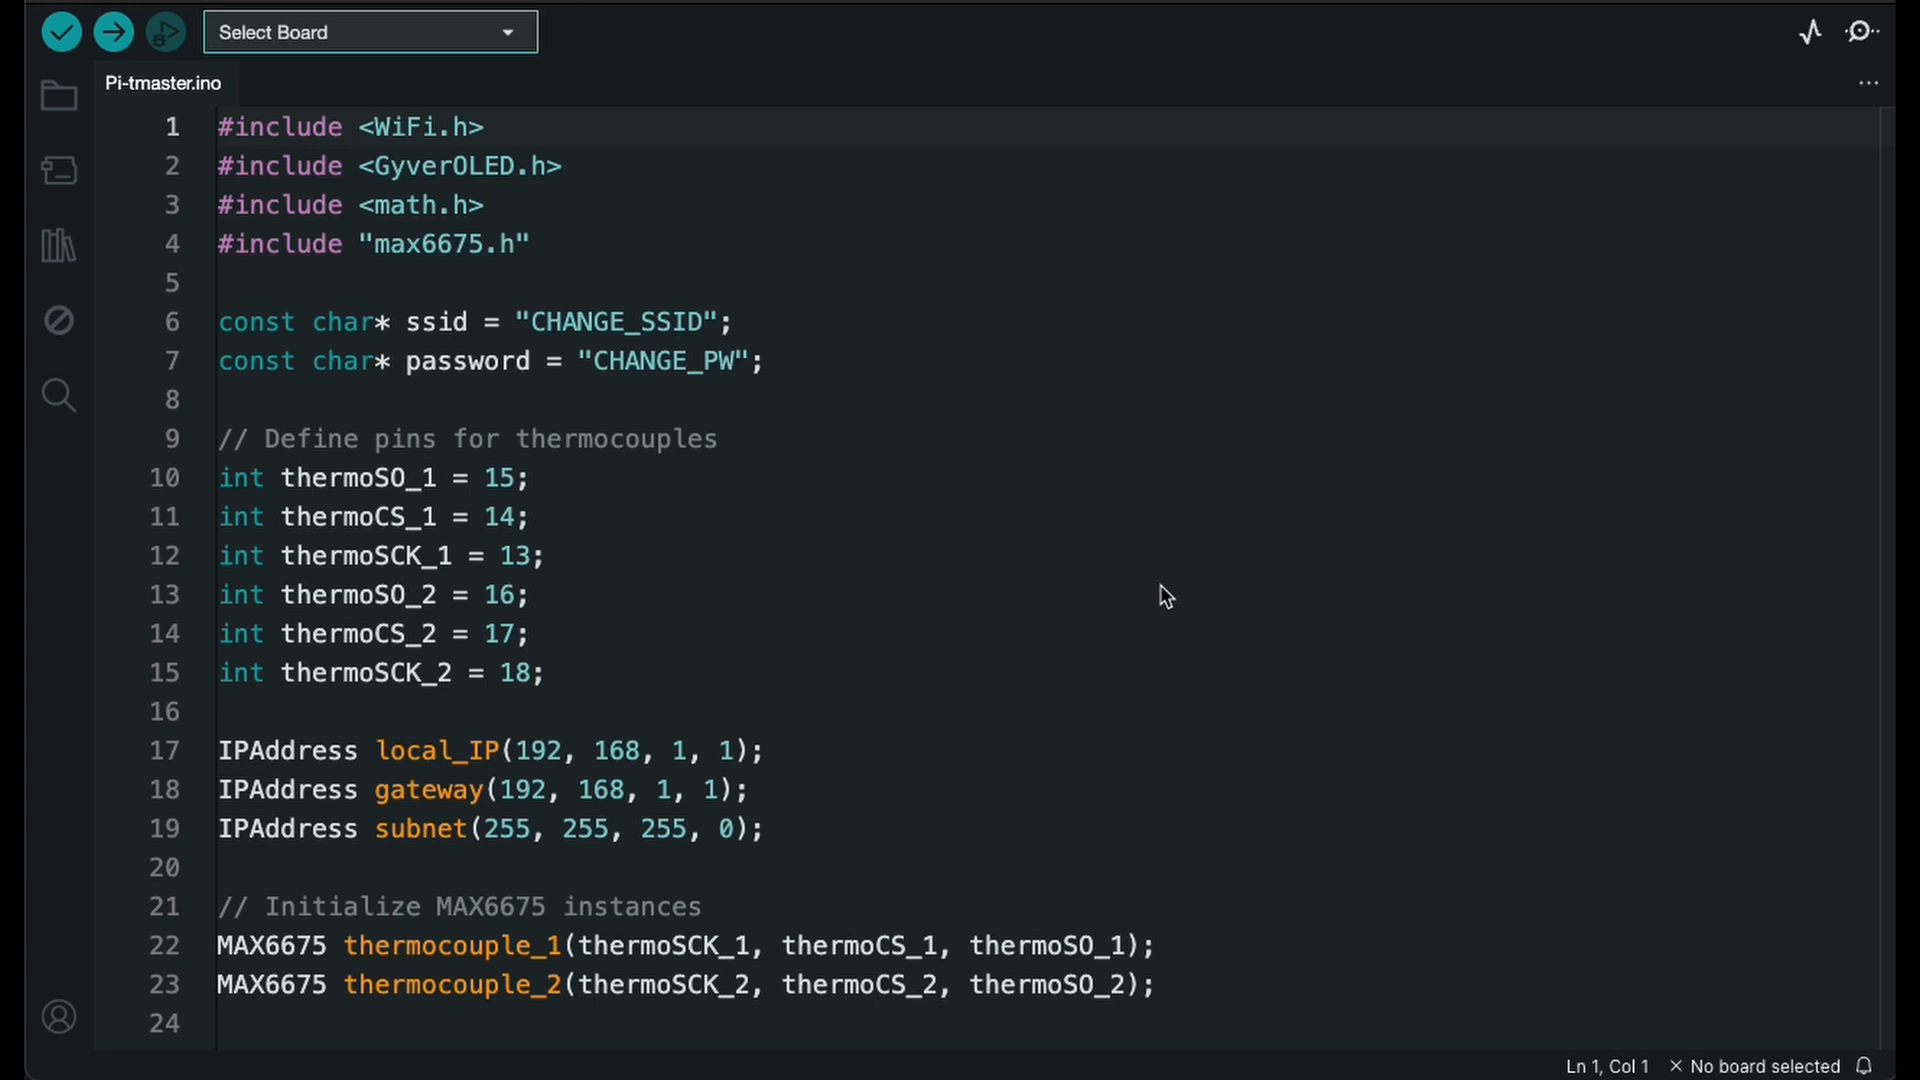 Select Board
Pi-tmaster.ino
...
1 #include <WiFi.h>
2 #include <GyverOLED.h>
3 #include <math.h>
4 #include "max6675.h"
5
6 const char* ssid = "CHANGE_SSID";
7 const char* password = "CHANGE_PW";
8
9 // Define pins for thermocouples
10 int thermoSO_1 = 15;
11 int thermoCS_1 = 14;
12 int thermoSCK_1 = 13;
13 int thermoSO_2 = 16;
14 int thermoCS_2 = 17;
15 int thermoSCK_2 = 18;
16
17 IPAddress local_IP(192, 168, 1, 1);
18 IPAddress gateway(192, 168, 1, 1);
19 IPAddress subnet(255, 255, 255, 0);
20
21 // Initialize MAX6675 instances
22 MAX6675 thermocouple_1(thermoSCK_1, thermoCS_1, thermoSO_1);
23 MAX6675 thermocouple_2(thermoSCK_2, thermoCS_2, thermoSO_2);
24
Ln 1, Col 1 × No board selected